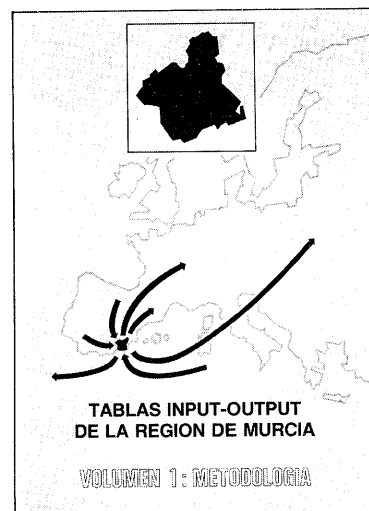 TABLAS INPUT-OUTPUT
DE LA REGION DE MURCIA
VOLUMEN 1: METODOLOGIA